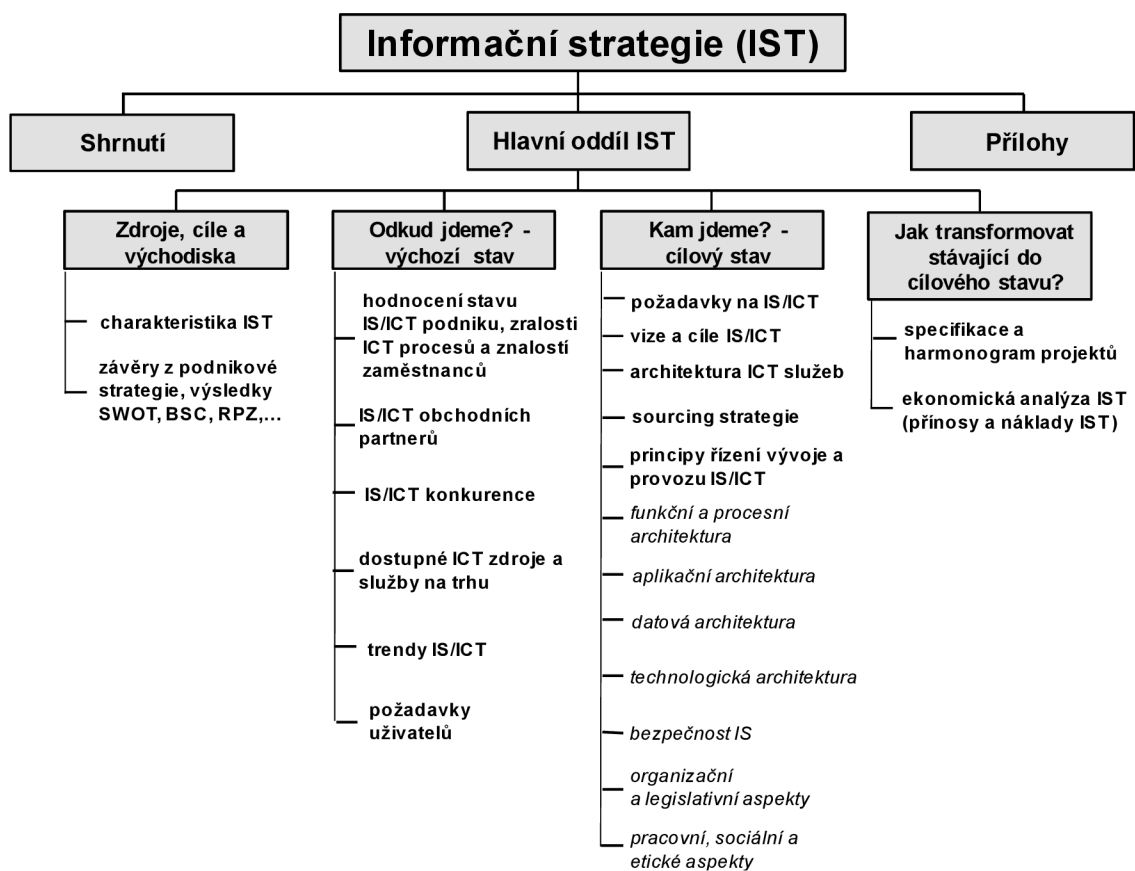 Informační strategie (IST)
Shrnutí
Hlavní oddíl IST
Přílohy
Zdroje, cíle a
východiska
charakteristika IST
závěry z podnikové
strategie, výsledky
SWOT, BSC, RPZ,...
Odkud jdeme? -
výchozí stav
hodnocení stavu
IS/ICT podniku, zralosti
ICT procesů a znalostí
zaměstnanců
IS/ICT obchodních
partnerů
IS/ICT konkurence
dostupné ICT zdroje a
služby na trhu
trendy IS/ICT
požadavky
uživatelů
Kam jdeme? -
cílový stav
požadavky na IS/ICT
vize a cíle IS/ICT
architektura ICT služeb
sourcing strategie
principy řízení vývoje a
provozu IS/ICT
funkční a procesní
architektura
aplikační architektura
datová architektura
technologická architektura
bezpečnost IS
organizační
a legislativní aspekty
pracovní, sociální a
etické aspekty
Jak transformovat
stávající do
cílového stavu?
specifikace a
harmonogram projektů
ekonomická analýza IST
(přínosy a náklady IST)